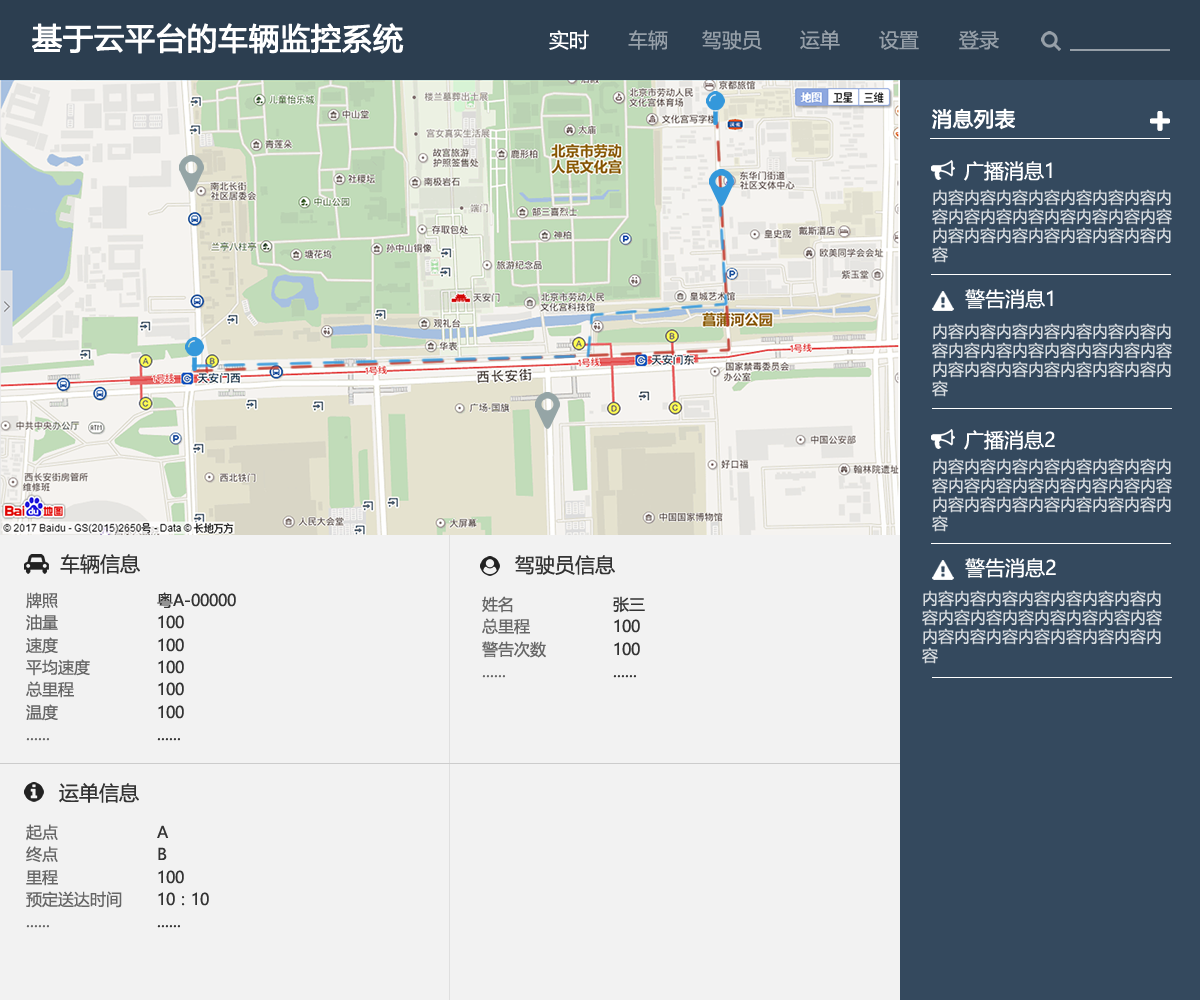 基于云平台的车辆监控系统
实时 车辆 驾驶员 运单 设置 登录
儿童怡乐城
楼兰墓葬出土展
北京市劳动人民
文化宫体育场
京都旅馆
地图 卫星 三维
中山堂
宫女真实生活展
太庙
文化宫写字楼
青莲朵
故宫旅游
护照签售处
鹿形柏
北京市劳动
人民文化宫
南北长街
社区居委会
社稷坛
南极岩石
东华门街道
社区文体中心
中山公园
端门
郜三喜烈士
存取包处
神柏
皇史宬
戴斯酒店
兰亭八柱亭
塘花坞
孙中山铜像
欧美同学会会址
旅游纪念品
紫玉堂
天安门
北京市劳动人民
文化宫科技馆
皇城艺术馆
观礼台
菖蒲河公园
华表
A B A B
1号线
天安门西
1号线
1号线
天安门东
1号线
西长安街
国家禁毒委员会
办公室
C D C
广场-国旗
中共中央办公厅
中国公安部
西北铁门
好口福
翰林院遗址
西长安街房管所
维修班
Bai du 地图
人民大会堂
大屏幕
中国国家博物馆
© 2017 Baidu - GS(2015)2650号 - Data © 长地万方
车辆信息
牌照 粤A-00000
油量 100
速度 100
平均速度 100
总里程 100
温度 100
...... ......
驾驶员信息
姓名 张三
总里程 100
警告次数 100
...... ......
运单信息
起点 A
终点 B
里程 100
预定送达时间 10：10
...... ......
消息列表
广播消息1
内容内容内容内容内容内容内容内
容内容内容内容内容内容内容内容
内容内容内容内容内容内容内容内
容
警告消息1
内容内容内容内容内容内容内容内
容内容内容内容内容内容内容内容
内容内容内容内容内容内容内容内
容
广播消息2
内容内容内容内容内容内容内容内
容内容内容内容内容内容内容内容
内容内容内容内容内容内容内容内
容
警告消息2
内容内容内容内容内容内容内容内
容内容内容内容内容内容内容内容
内容内容内容内容内容内容内容内
容